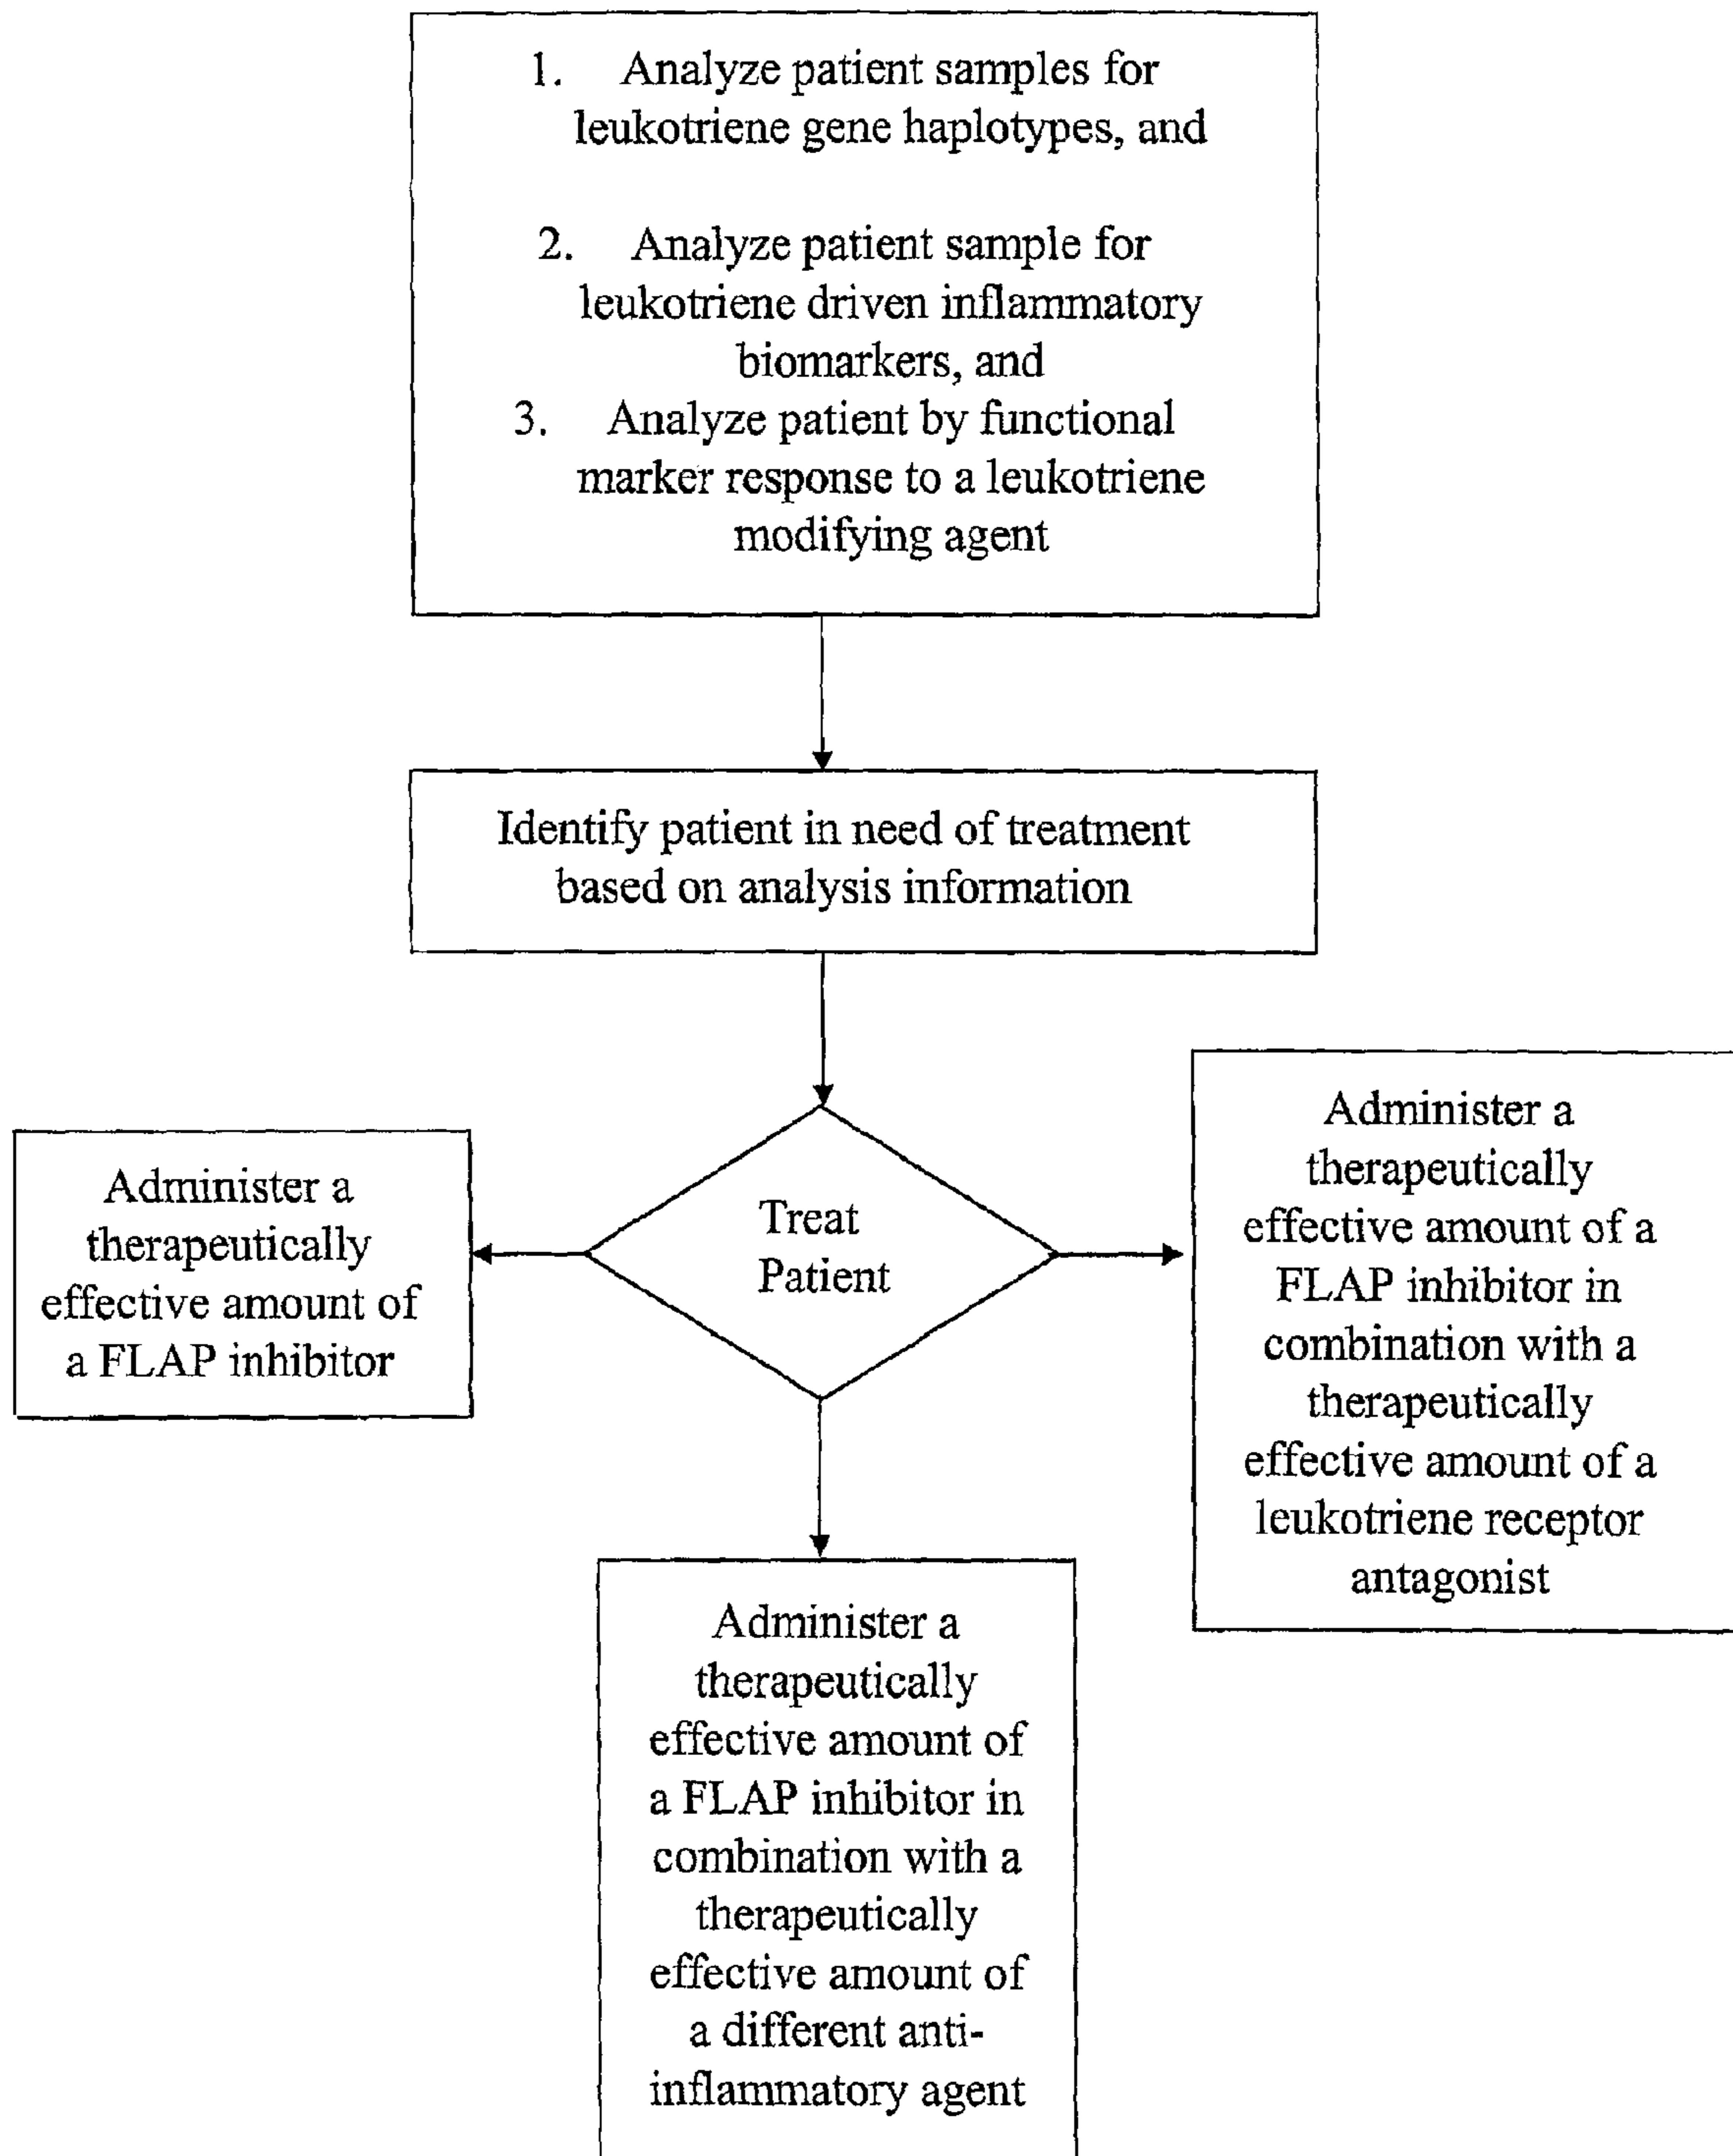 1. Analyze patient samples for
leukotriene gene haplotypes, and
2. Analyze patient sample for
leukotriene driven inflammatory
biomarkers, and
3. Analyze patient by functional
marker response to a leukotriene
modifying agent
Identify patient in need of treatment
based on analysis information
Treat
Patient
Administer a
therapeutically
effective amount of
a FLAP inhibitor
Administer a
therapeutically
effective amount of a
FLAP inhibitor in
combination with a
therapeutically
effective amount of a
leukotriene receptor
antagonist
Administer a
therapeutically
effective amount of
a FLAP inhibitor in
combination with a
therapeutically
effective amount of
a different anti-
inflammatory agent